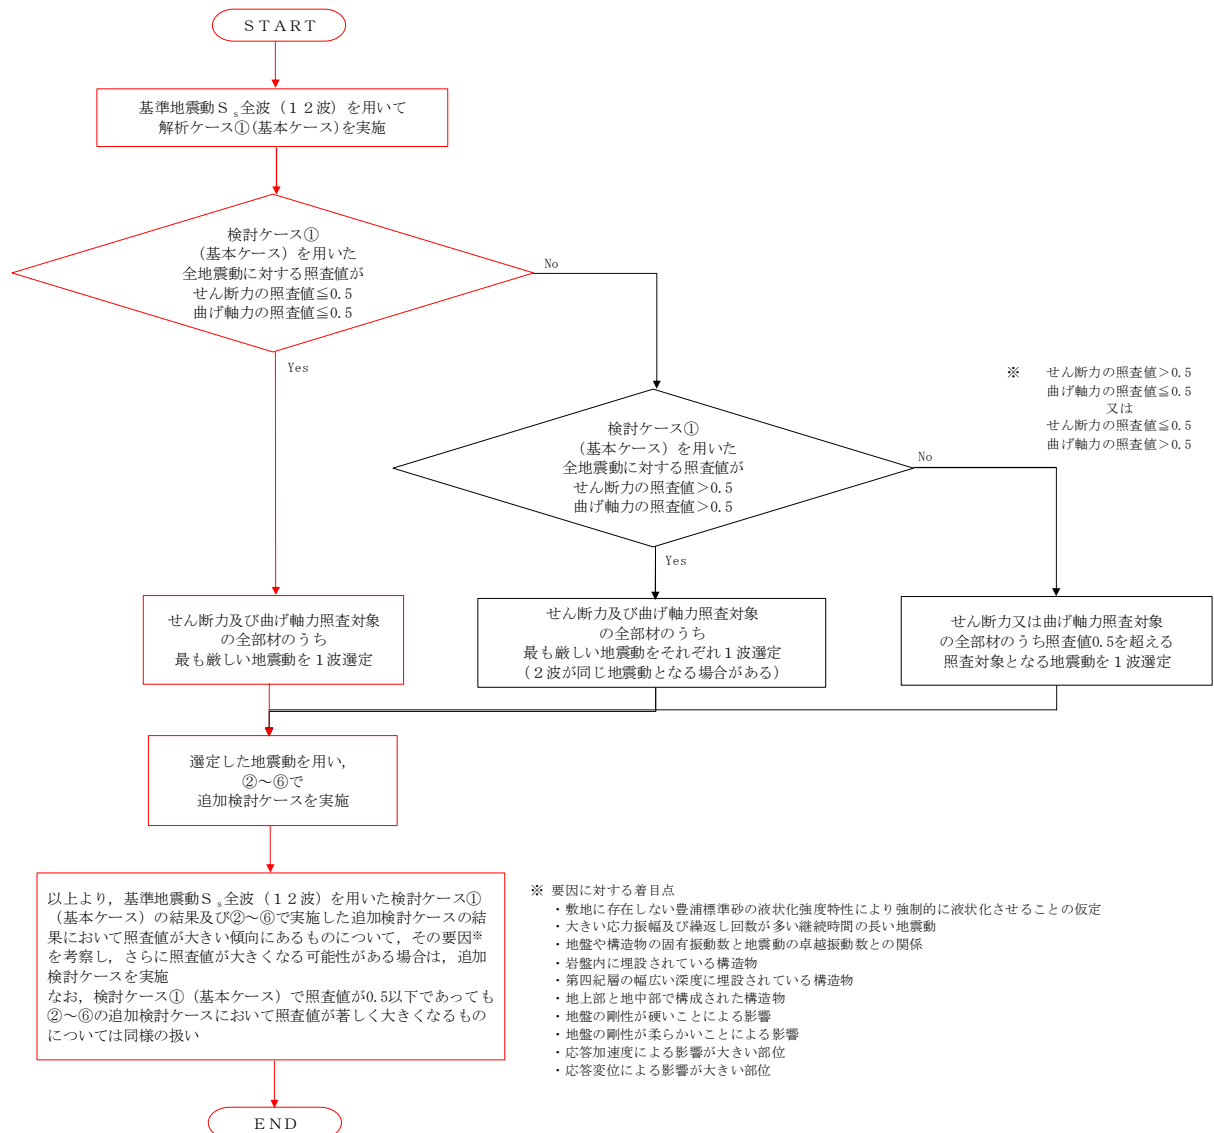 ＳＴＡＲＴ
基準地震動Ｓｓ全波（１２波）を用いて
解析ケース①(基本ケース)を実施
検討ケース①
（基本ケース）を用いた
全地震動に対する照査値が
せん断力の照査値≦0.5
曲げ軸力の照査値≦0.5
No
Yes
※　せん断力の照査値＞0.5
曲げ軸力の照査値≦0.5
又は
せん断力の照査値≦0.5
曲げ軸力の照査値＞0.5
検討ケース①
（基本ケース）を用いた
全地震動に対する照査値が
せん断力の照査値＞0.5
曲げ軸力の照査値＞0.5
No
Yes
せん断力及び曲げ軸力照査対象
の全部材のうち
最も厳しい地震動を１波選定
せん断力及び曲げ軸力照査対象
の全部材のうち
最も厳しい地震動をそれぞれ１波選定
（２波が同じ地震動となる場合がある）
せん断力又は曲げ軸力照査対象
の全部材のうち照査値0.5を超える
照査対象となる地震動を１波選定
選定した地震動を用い，
②～⑥で
追加検討ケースを実施
以上より，基準地震動Ｓｓ全波（１２波）を用いた検討ケース①
（基本ケース）の結果及び②～⑥で実施した追加検討ケースの結
果において照査値が大きい傾向にあるものについて，その要因※
を考察し，さらに照査値が大きくなる可能性がある場合は，追加
検討ケースを実施
なお，検討ケース①（基本ケース）で照査値が0.5以下であっても
②～⑥の追加検討ケースにおいて照査値が著しく大きくなるもの
については同様の扱い
※ 要因に対する着目点
・敷地に存在しない豊浦標準砂の液状化強度特性により強制的に液状化させることの仮定
・大きい応力振幅及び繰返し回数が多い継続時間の長い地震動
・地盤や構造物の固有振動数と地震動の卓越振動数との関係
・岩盤内に埋設されている構造物
・第四紀層の幅広い深度に埋設されている構造物
・地上部と地中部で構成された構造物
・地盤の剛性が硬いことによる影響
・地盤の剛性が柔らかいことによる影響
・応答加速度による影響が大きい部位
・応答変位による影響が大きい部位
ＥＮＤ